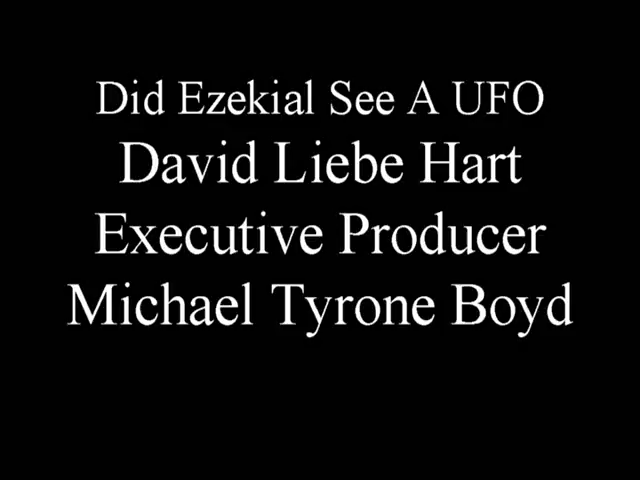 Did Ezekial See A UFO
David Liebe Hart
Executive Producer
Michael Tyrone Boyd